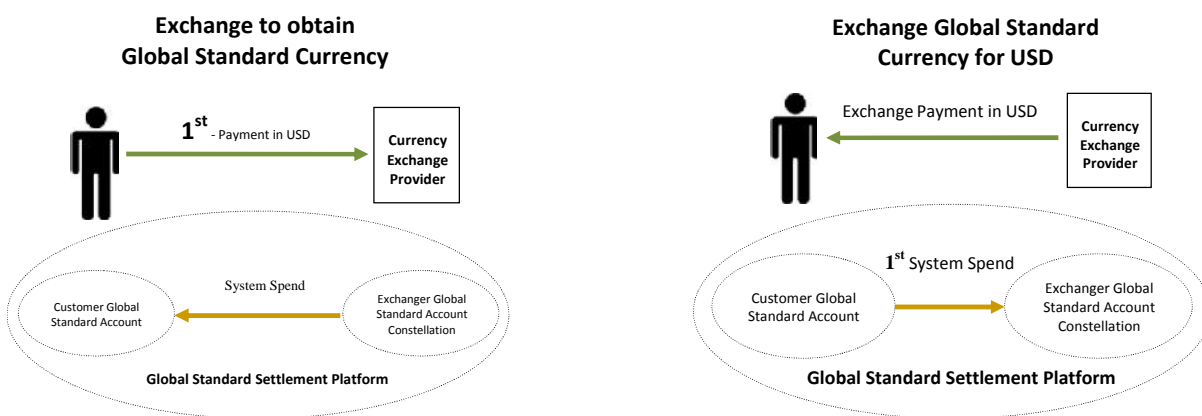 Exchange to obtain
Global Standard Currency
1st - Payment in USD
Currency
Exchange
Provider
System Spend
Customer Global
Standard Account
Exchanger Global
Standard Account
Constellation
Global Standard Settlement Platform
Exchange Global Standard
Currency for USD
Exchange Payment in USD
Currency
Exchange
Provider
1st System Spend
Customer Global
Standard Account
Exchanger Global
Standard Account
Constellation
Global Standard Settlement Platform